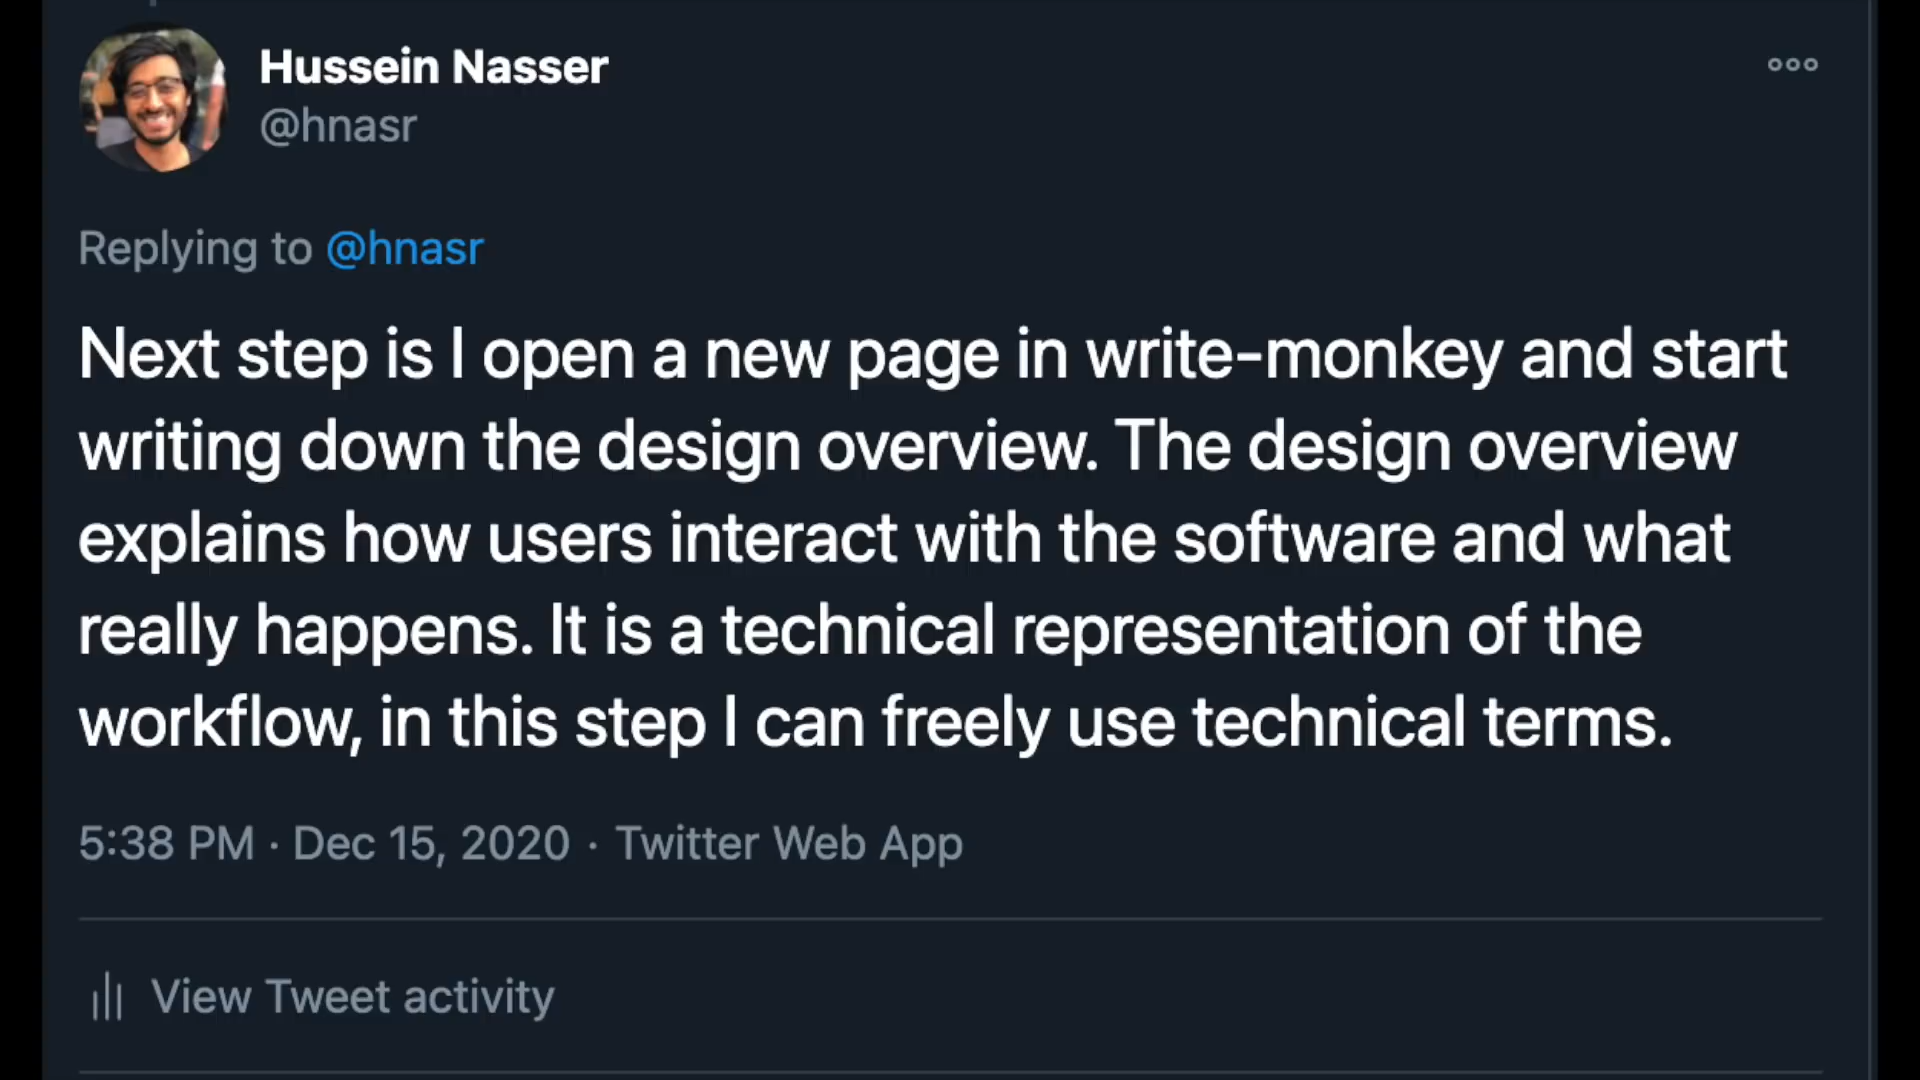 Hussein Nasser
@hnasr
Replying to @hnasr
Next step is I open a new page in write-monkey and start
writing down the design overview. The design overview
explains how users interact with the software and what
really happens. It is a technical representation of the
workflow, in this step I can freely use technical terms.
5:38 PM · Dec 15, 2020 · Twitter Web App
View Tweet activity